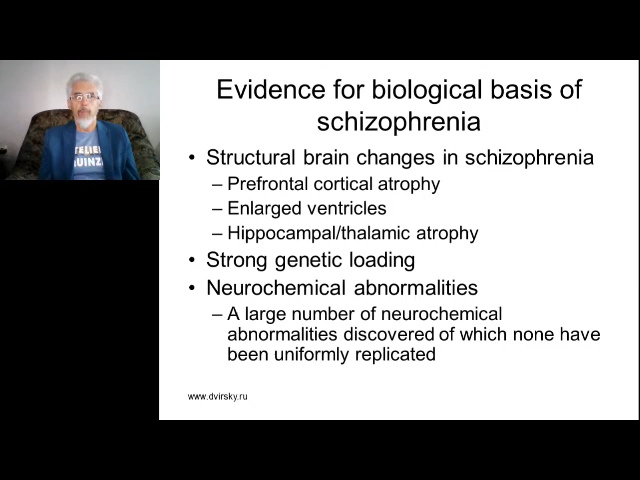 Evidence for biological basis of
schizophrenia
• Structural brain changes in schizophrenia
– Prefrontal cortical atrophy
– Enlarged ventricles
– Hippocampal/thalamic atrophy
• Strong genetic loading
• Neurochemical abnormalities
– A large number of neurochemical
abnormalities discovered of which none have
been uniformly replicated
www.dvirsky.ru